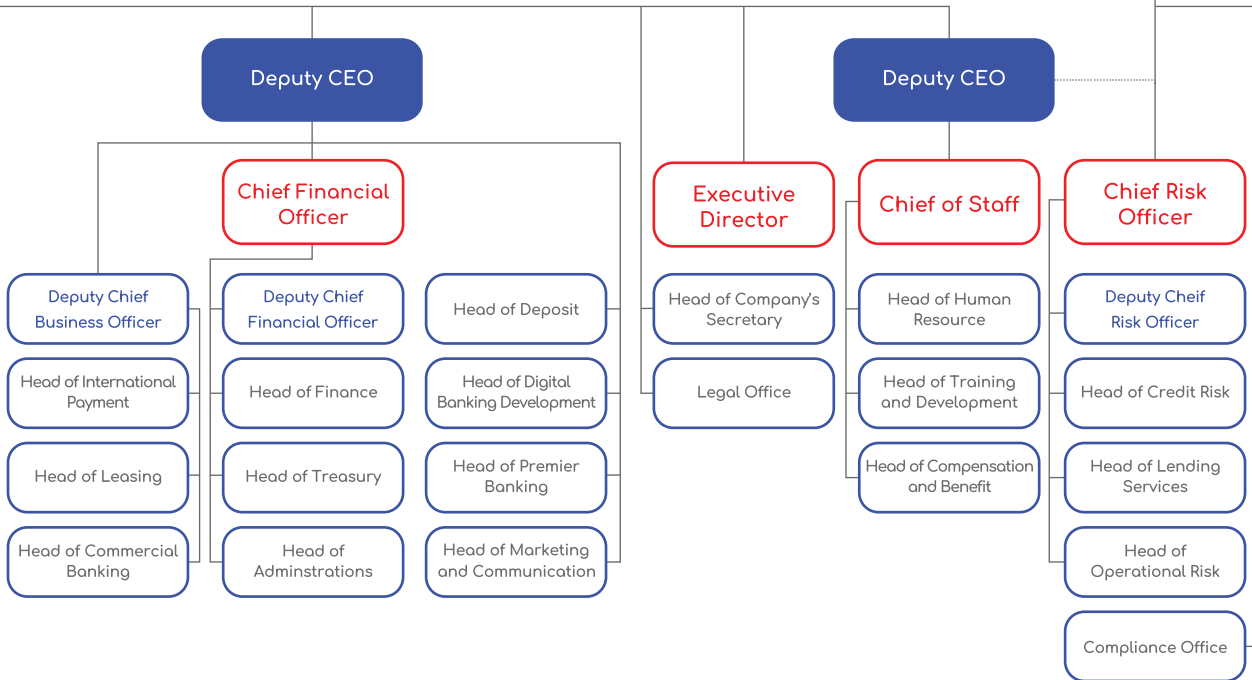 Deputy CEO
Deputy CEO
Chief Financial
Officer
Executive
Director
Chief of Staff
Chief Risk
Officer
Deputy Chief
Business Officer
Deputy Chief
Financial Officer
Head of Deposit
Head of Company's
Secretary
Head of Human
Resource
Deputy Cheif
Risk Officer
Head of International
Payment
Head of Finance
Head of Digital
Banking Development
Legal Office
Head of Training
and Development
Head of Credit Risk
Head of Leasing
Head of Treasury
Head of Premier
Banking
Head of Compensation
and Benefit
Head of Lending
Services
Head of Commercial
Banking
Head of
Adminstrations
Head of Marketing
and Communication
Head of
Operational Risk
Compliance Office